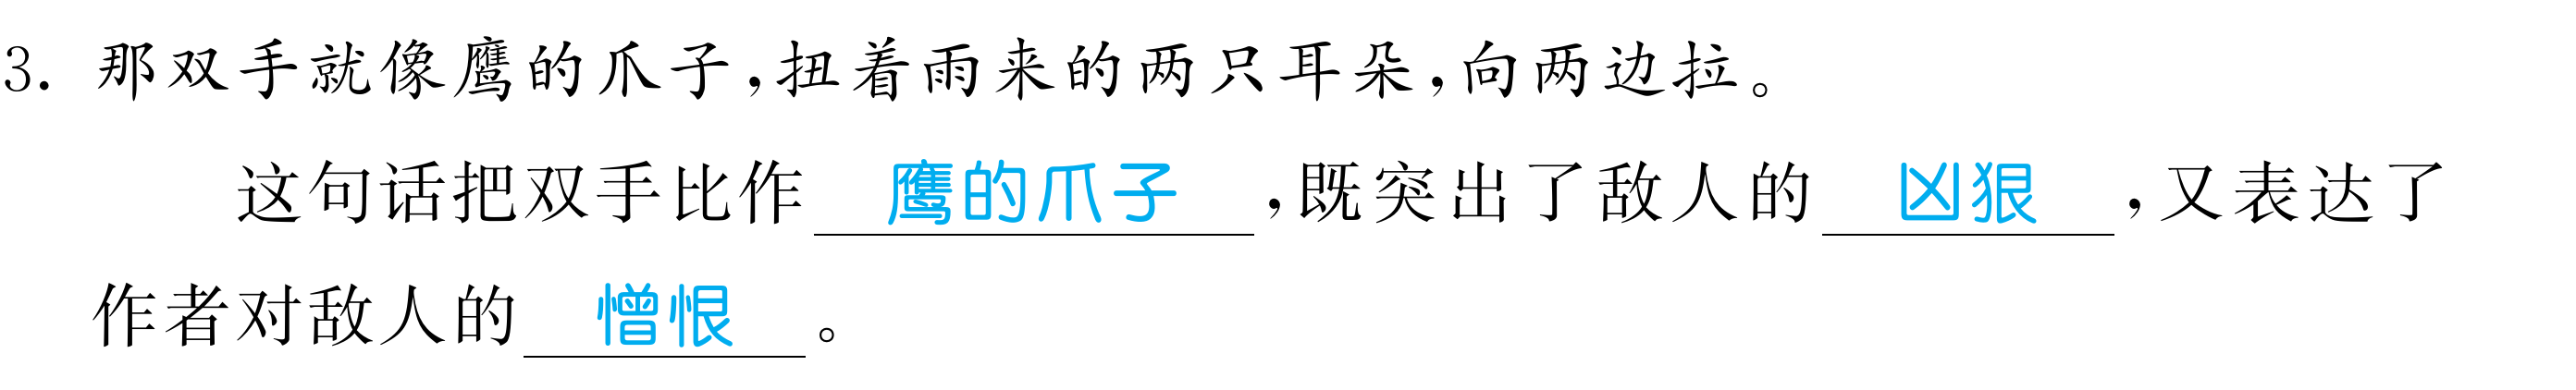 3. 那双手就像鹰的爪子,扭着雨来的两只耳朵,向两边拉。
这句话把双手比作 鹰的爪子 ,既突出了敌人的 凶狠 ,又表达了
作者对敌人的 憎恨 。